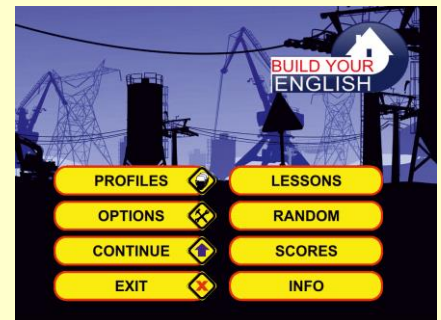 BUILD YOUR
ENGLISH
PROFILES
LESSONS
OPTIONS
RANDOM
CONTINUE
SCORES
EXIT
INFO